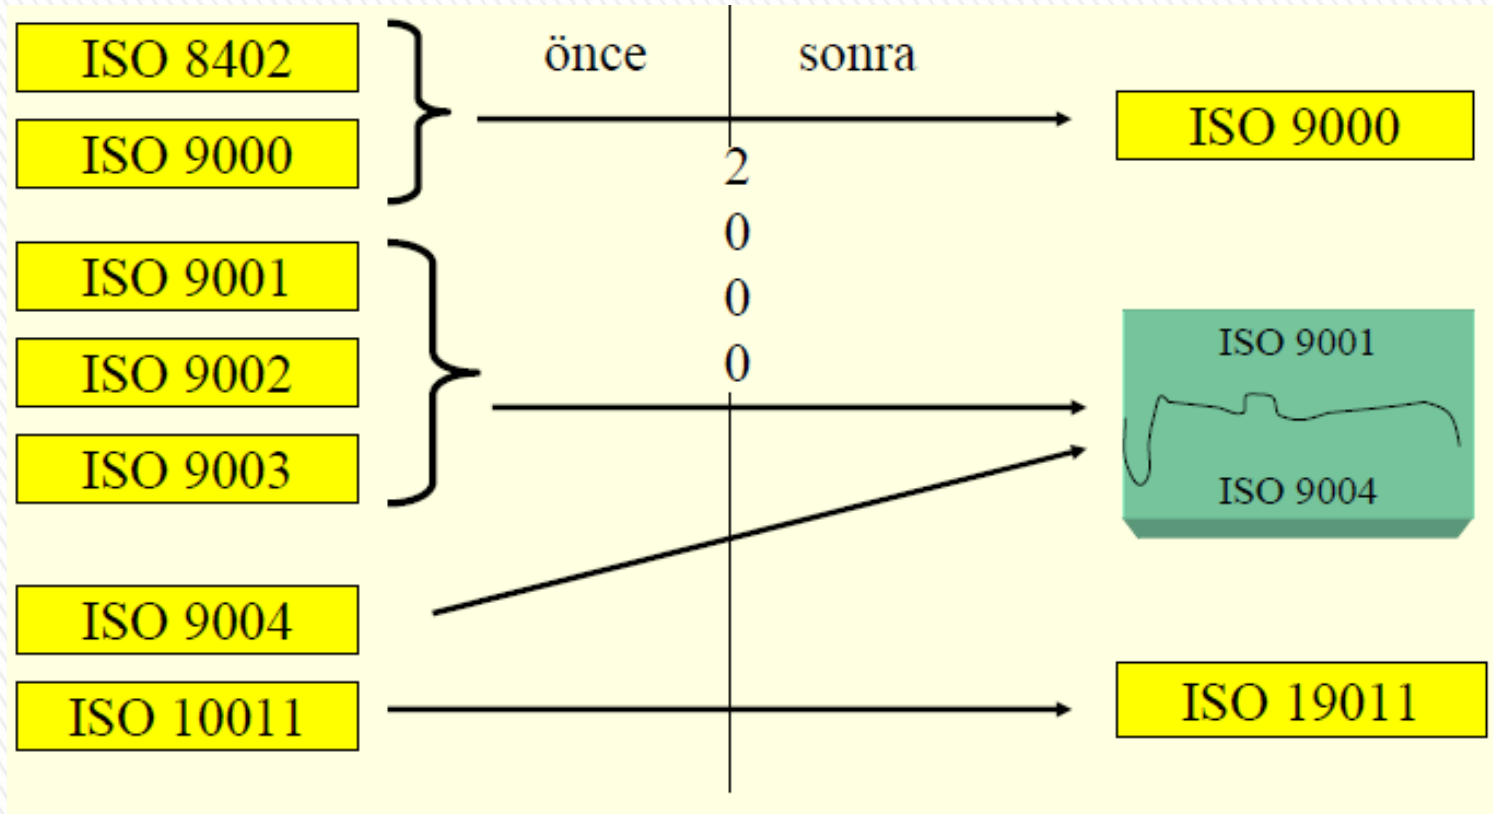 ISO 8402
ISO 9000
ISO 9001
ISO 9002
ISO 9003
ISO 9004
ISO 10011
önce
sonra
2
0
0
0
ISO 9000
ISO 9001
ISO 9004
ISO 19011